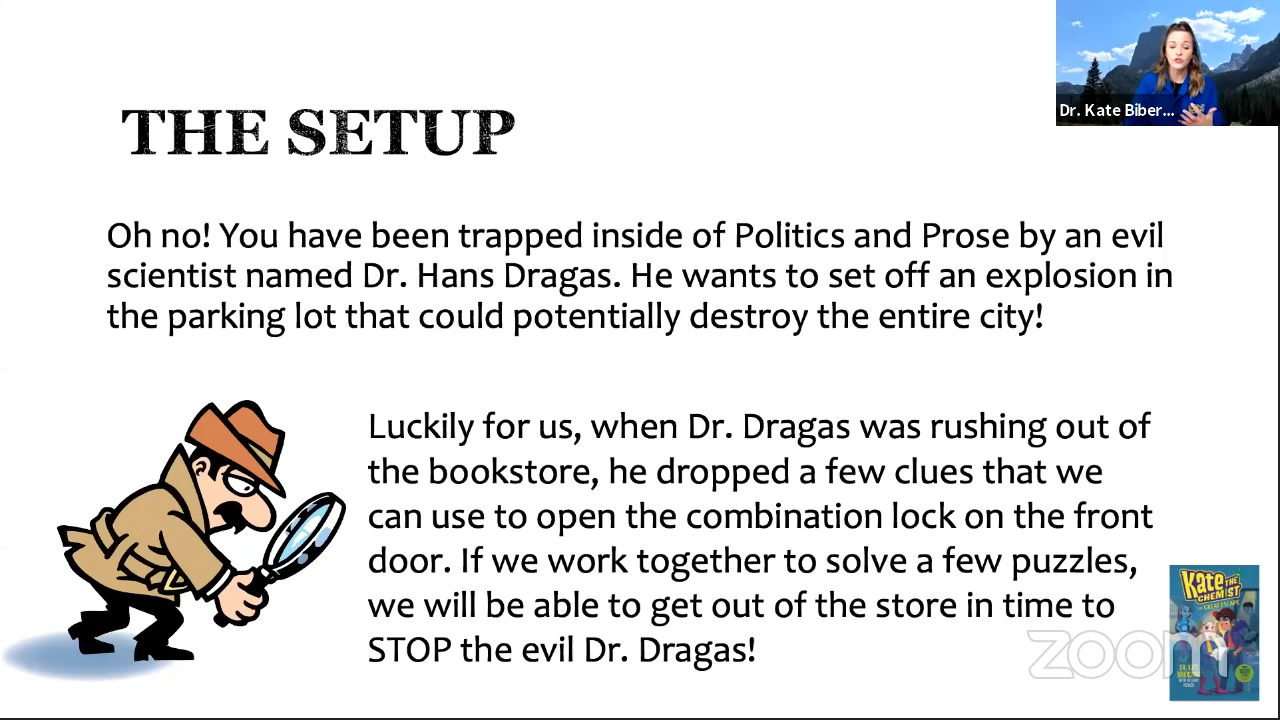 Dr. Kate Biber...
THE SETUP
Oh no! You have been trapped inside of Politics and Prose by an evil
scientist named Dr. Hans Dragas. He wants to set off an explosion in
the parking lot that could potentially destroy the entire city!
Luckily for us, when Dr. Dragas was rushing out of
the bookstore, he dropped a few clues that we
can use to open the combination lock on the front
door. If we work together to solve a few puzzles,
we will be able to get out of the store in time to
STOP the evil Dr. Dragas!
Kate THE
CHEMIST
THE GREAT ESCAPE
DR. KATE
zoom